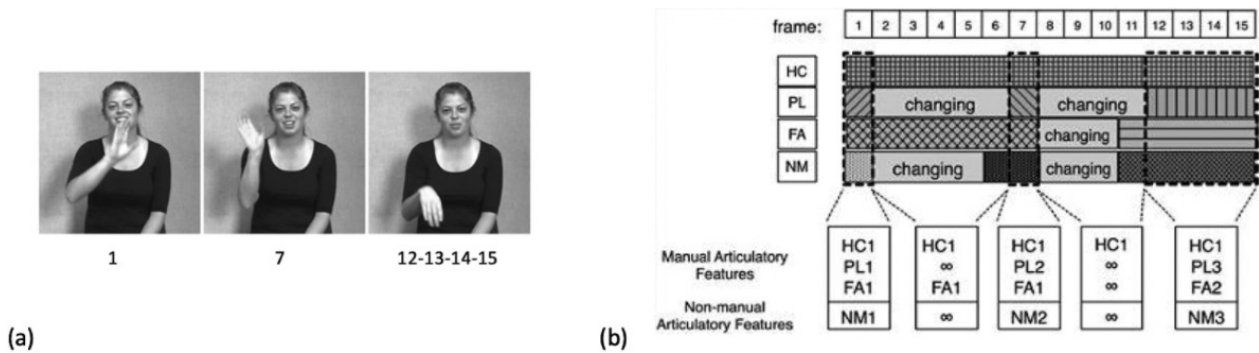 1
7
12-13-14-15
(a)
frame: 1 2 3 4 5 6 7 8 9 10 11 12 13 14 15
HC
PL changing changing
FA changing
NM changing changing
Manual Articulatory
Features
HC1
PL1
FA1
HC1
∞
FA1
HC1
PL2
FA1
HC1
∞
∞
HC1
PL3
FA2
Non-manual
Articulatory Features
NM1 ∞ NM2 ∞ NM3
(b)